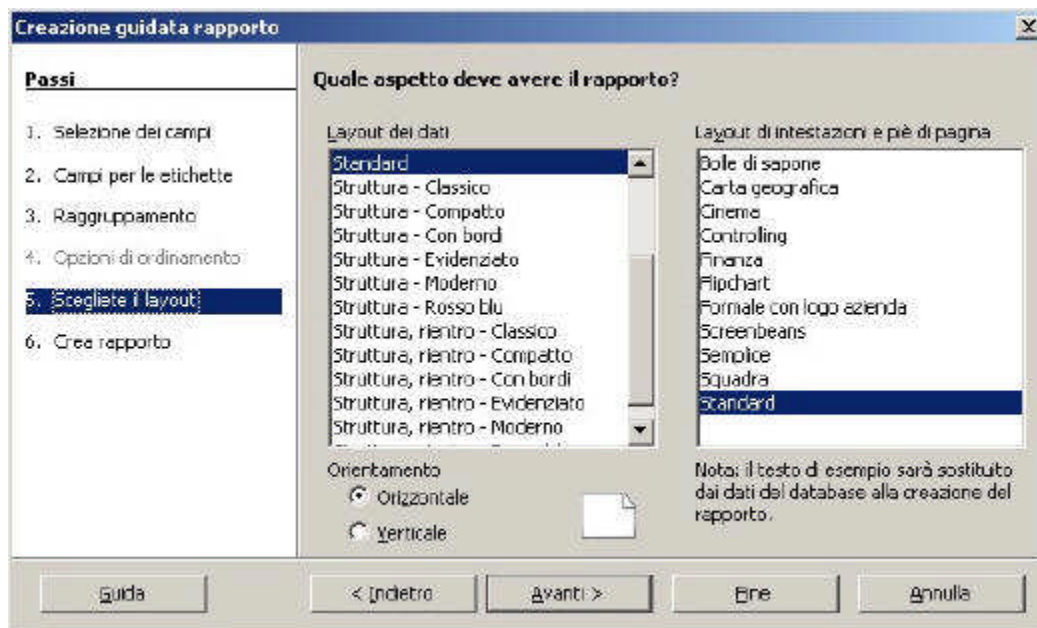 Creazione guidata rapporto
Passi
1. Selezione dei campi
2. Campi per le etichette
3. Raggruppamento
4. Opzioni di ordinamento
5. Scegliete il layout
6. Crea rapporto
Quale aspetto deve avere il rapporto?
Layout dei dati
Standard
Struttura - Classico
Struttura - Compatto
Struttura - Con bordi
Struttura - Evidenziato
Struttura - Moderno
Struttura - Rosso blu
Struttura, rientro - Classico
Struttura, rientro - Compatto
Struttura, rientro - Con bordi
Struttura, rientro - Evidenziato
Struttura, rientro - Moderno
Orientamento
Orizzontale
Verticale
Layout di intestazioni e piè di pagina
Bolle di sapone
Carta geografica
Cinema
Controlling
Finanza
Flipchart
Formale con logo azienda
Screenbeans
Semplice
Squadra
Standard
Nota: il testo di esempio sarà sostituito
dai dati del database alla creazione del
rapporto.
Guida
< Indietro
Avanti >
Fine
Annulla